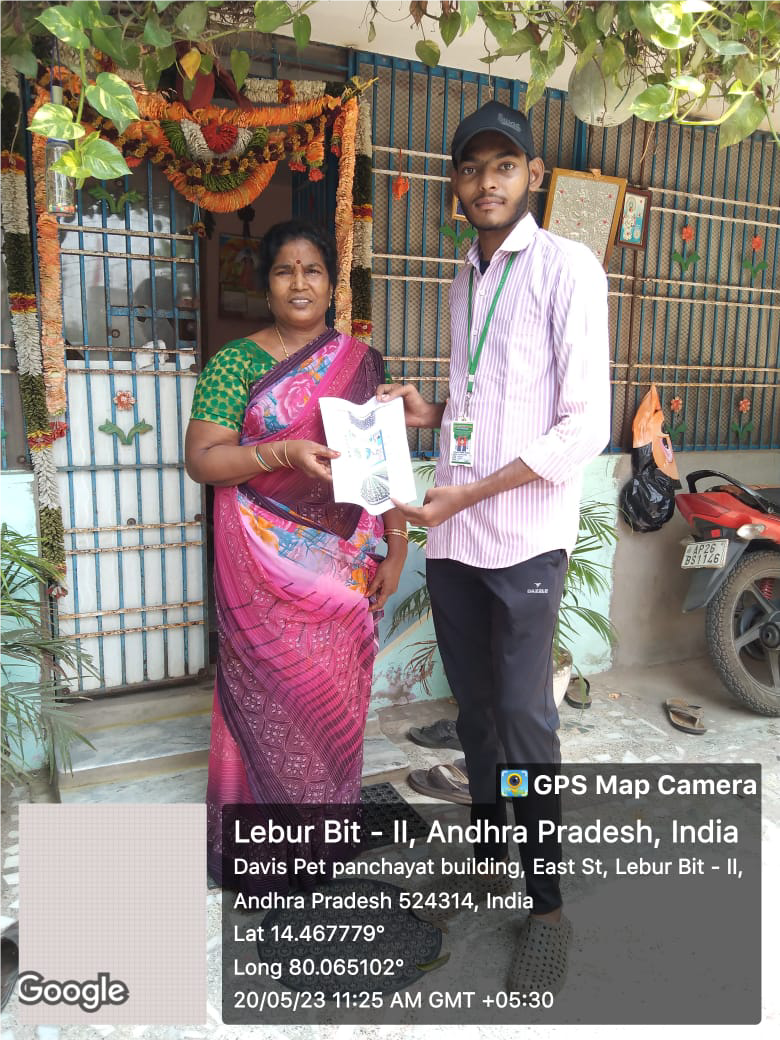 AP26
BS1146
DAZZLE
GPS Map Camera
Lebur Bit - II, Andhra Pradesh, India
Davis Pet panchayat building, East St, Lebur Bit - II,
Andhra Pradesh 524314, India
Lat 14.467779°
Long 80.065102°
20/05/23 11:25 AM GMT +05:30
Google